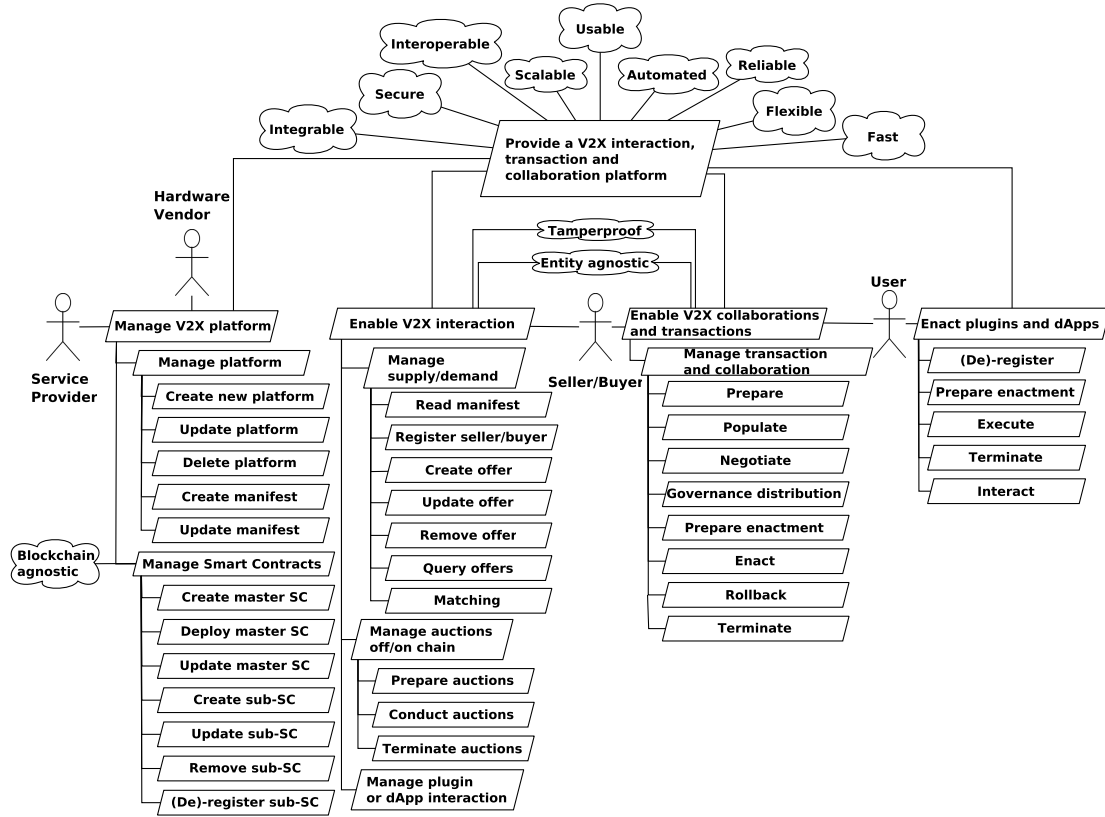 Usable
Interoperable
Scalable
Automated
Reliable
Secure
Flexible
Integrable
Fast
Provide a V2X interaction,
transaction and
collaboration platform
Hardware
Vendor
Tamperproof
Entity agnostic
User
Service
Provider
Manage V2X platform
Manage platform
Create new platform
Update platform
Delete platform
Create manifest
Update manifest
Blockchain
agnostic
Manage Smart Contracts
Create master SC
Deploy master SC
Update master SC
Create sub-SC
Update sub-SC
Remove sub-SC
(De)-register sub-SC
Enable V2X interaction
Manage
supply/demand
Read manifest
Register seller/buyer
Create offer
Update offer
Remove offer
Query offers
Matching
Manage auctions
off/on chain
Prepare auctions
Conduct auctions
Terminate auctions
Manage plugin
or dApp interaction
Seller/Buyer
Enable V2X collaborations
and transactions
Manage transaction
and collaboration
Prepare
Populate
Negotiate
Governance distribution
Prepare enactment
Enact
Rollback
Terminate
Enact plugins and dApps
(De)-register
Prepare enactment
Execute
Terminate
Interact